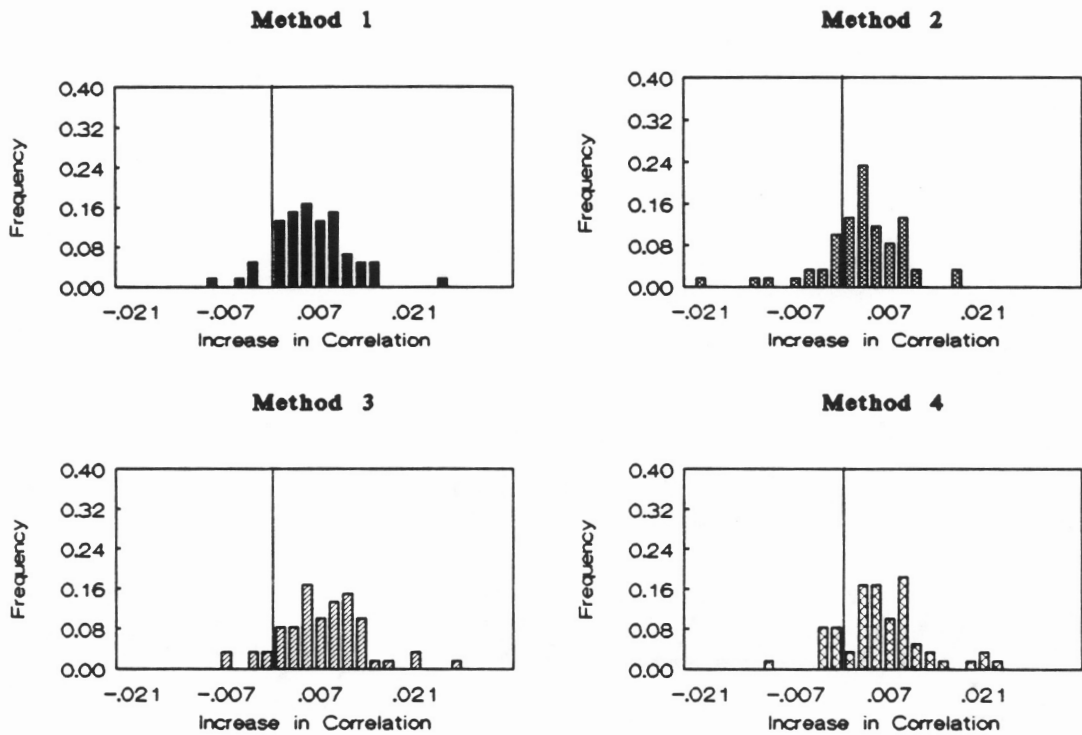 Method 1
Frequency
0.40
0.32
0.24
0.16
0.08
0.00
-.021 -.007 .007 .021
Increase in Correlation
Method 2
Frequency
0.40
0.32
0.24
0.16
0.08
0.00
-.021 -.007 .007 .021
Increase in Correlation
Method 3
Frequency
0.40
0.32
0.24
0.16
0.08
0.00
-.021 -.007 .007 .021
Increase in Correlation
Method 4
Frequency
0.40
0.32
0.24
0.16
0.08
0.00
-.021 -.007 .007 .021
Increase in Correlation